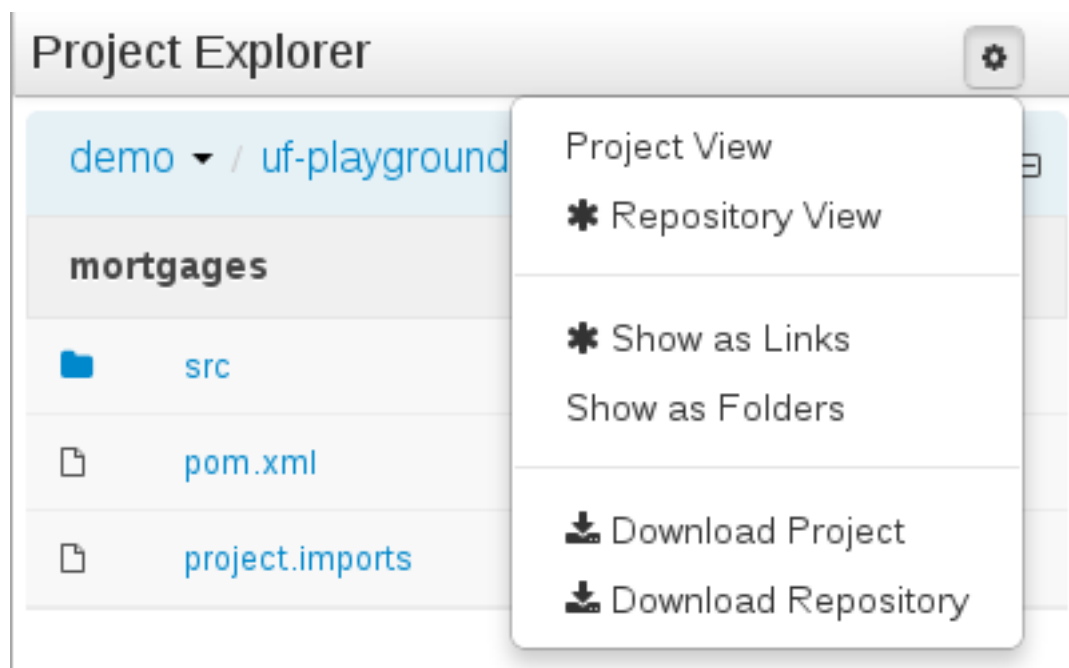 Project Explorer
demo / uf-playground
mortgages
src
pom.xml
project.imports
Project View
✱ Repository View
✱ Show as Links
Show as Folders
Download Project
Download Repository